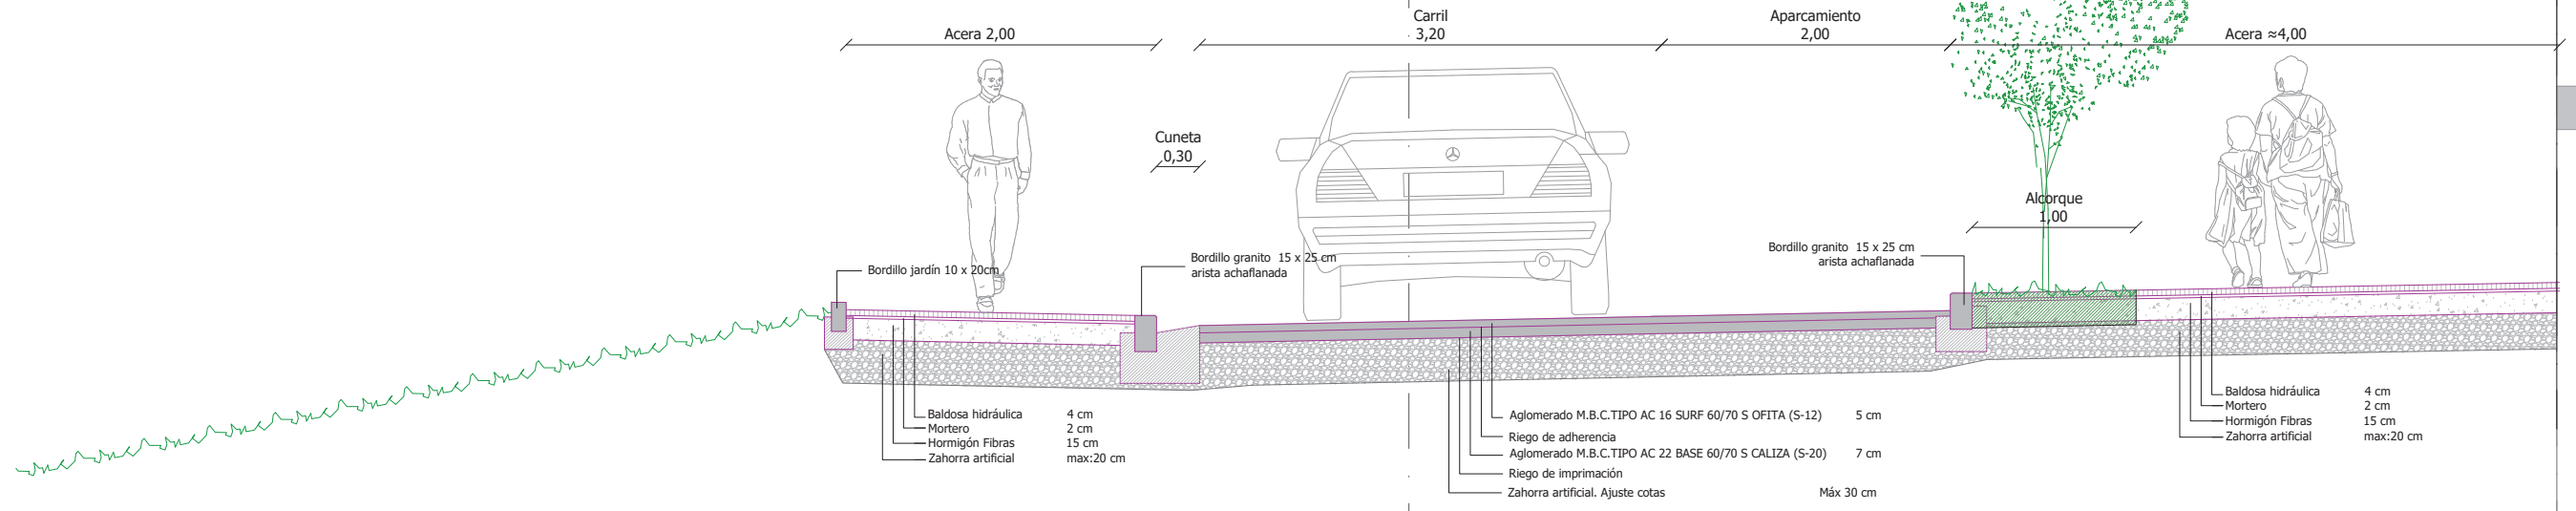 Carril
3,20
Aparcamiento
2,00
Acera 2,00
Acera ≈4,00
Cuneta
0,30
Alcorque
1,00
Bordillo jardín 10 x 20cm
Bordillo granito 15 x 25 cm
arista achaflanada
Bordillo granito 15 x 25 cm
arista achaflanada
Baldosa hidráulica 4 cm
Mortero 2 cm
Hormigón Fibras 15 cm
Zahorra artificial max:20 cm
Aglomerado M.B.C.TIPO AC 16 SURF 60/70 S OFITA (S-12) 5 cm
Riego de adherencia
Aglomerado M.B.C.TIPO AC 22 BASE 60/70 S CALIZA (S-20) 7 cm
Riego de imprimación
Zahorra artificial. Ajuste cotas Máx 30 cm
Baldosa hidráulica 4 cm
Mortero 2 cm
Hormigón Fibras 15 cm
Zahorra artificial max:20 cm